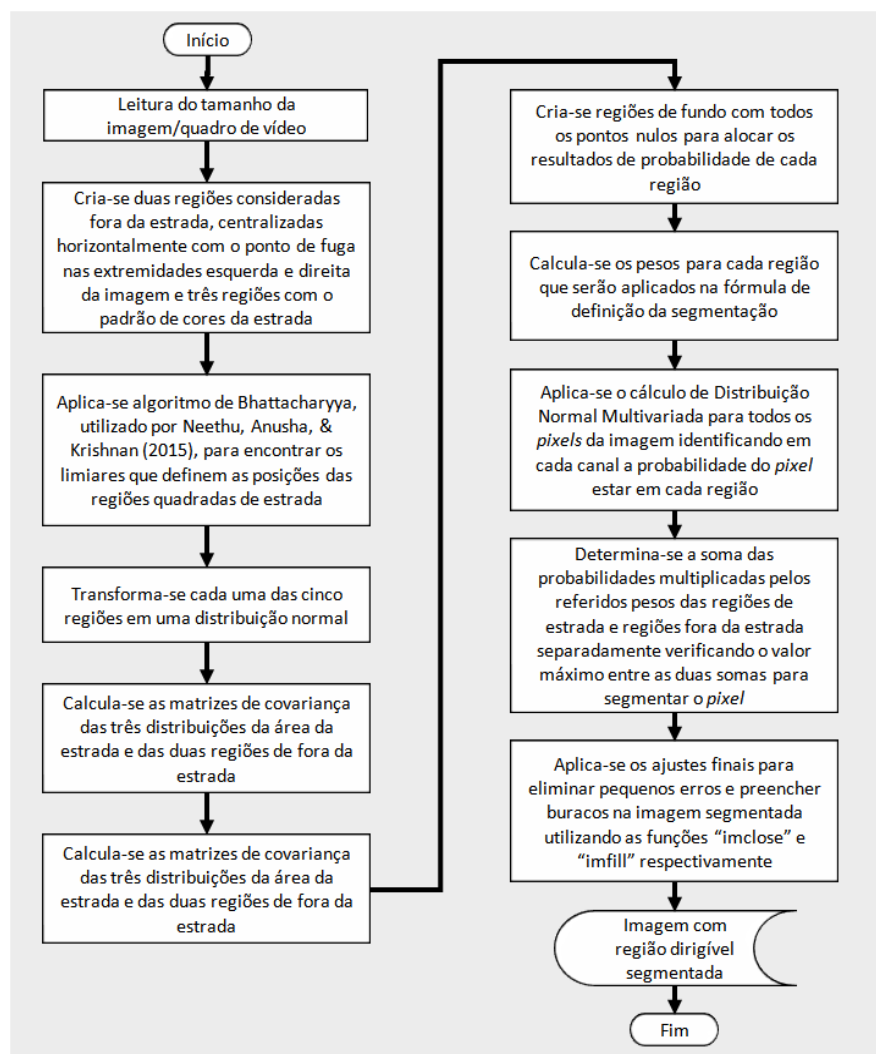 Início
Leitura do tamanho da
imagem/quadro de vídeo
Cria-se duas regiões consideradas
fora da estrada, centralizadas
horizontalmente com o ponto de fuga
nas extremidades esquerda e direita
da imagem e três regiões com o
padrão de cores da estrada
Aplica-se algoritmo de Bhattacharyya,
utilizado por Neethu, Anusha, &
Krishnan (2015), para encontrar os
limiares que definem as posições das
regiões quadradas de estrada
Transforma-se cada uma das cinco
regiões em uma distribuição normal
Calcula-se as matrizes de covariança
das três distribuições da área da
estrada e das duas regiões de fora da
estrada
Calcula-se as matrizes de covariança
das três distribuições da área da
estrada e das duas regiões de fora da
estrada
Cria-se regiões de fundo com todos
os pontos nulos para alocar os
resultados de probabilidade de cada
região
Calcula-se os pesos para cada região
que serão aplicados na fórmula de
definição da segmentação
Aplica-se o cálculo de Distribuição
Normal Multivariada para todos os
pixels da imagem identificando em
cada canal a probabilidade do pixel
estar em cada região
Determina-se a soma das
probabilidades multiplicadas pelos
referidos pesos das regiões de
estrada e regiões fora da estrada
separadamente verificando o valor
máximo entre as duas somas para
segmentar o pixel
Aplica-se os ajustes finais para
eliminar pequenos erros e preencher
buracos na imagem segmentada
utilizando as funções “imclose” e
“imfill” respectivamente
Imagem com
região dirigível
segmentada
Fim